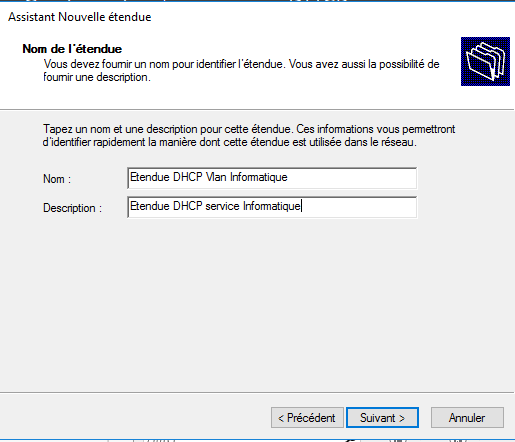 Assistant Nouvelle étendue
Nom de l'étendue
Vous devez fournir un nom pour identifier l'étendue. Vous avez aussi la possibilité de
fournir une description.
Tapez un nom et une description pour cette étendue. Ces informations vous permettront
d'identifier rapidement la manière dont cette étendue est utilisée dans le réseau.
Nom :
Etendue DHCP Vlan Informatique
Description :
Etendue DHCP service Informatique
< Précédent
Suivant >
Annuler